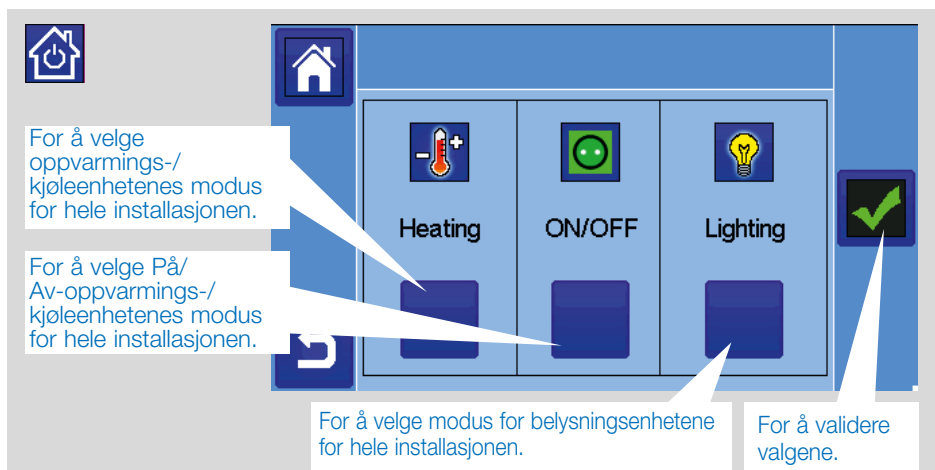 For å velge
oppvarmings-/
kjøleenhetenes modus
for hele installasjonen.
Heating
ON/OFF
Lighting
For å velge På/
Av-oppvarmings-/
kjøleenhetenes modus
for hele installasjonen.
For å velge modus for belysningsenhetene
for hele installasjonen.
For å validere
valgene.